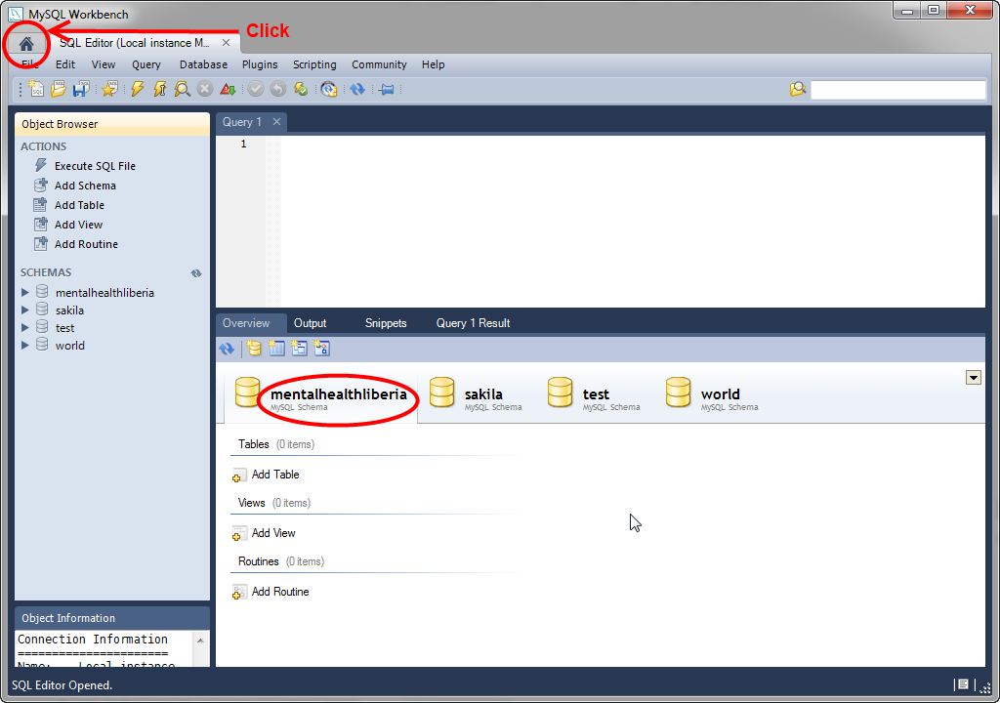 MySQL Workbench
Click
SQL Editor (Local instance M...
File Edit View Query Database Plugins Scripting Community Help
Object Browser
Query 1
ACTIONS
1
Execute SQL File
Add Schema
Add Table
Add View
Add Routine
SCHEMAS
mentalhealthliberia
sakila
test
world
Overview Output Snippets Query 1 Result
mentalhealthliberia
MySQL Schema
sakila
MySQL Schema
test
MySQL Schema
world
MySQL Schema
Tables (0 items)
Add Table
Views (0 items)
Add View
Routines (0 items)
Add Routine
Object Information
Connection Information
======================
Name: Local instance
SQL Editor Opened.